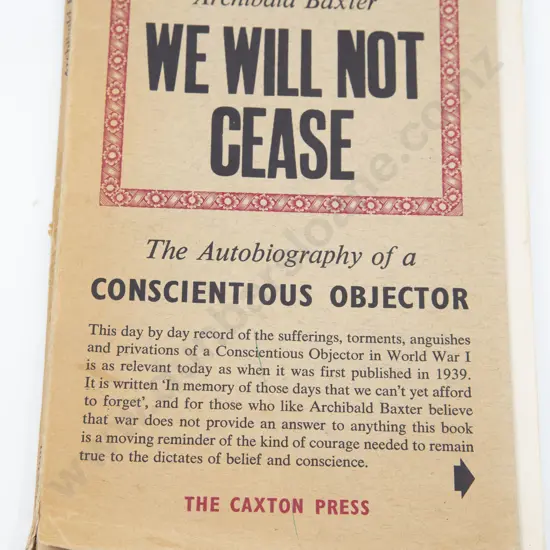 Archibald Baxter
WE WILL NOT
CEASE
The Autobiography of a
CONSCIENTIOUS OBJECTOR
This day by day record of the sufferings, torments, anguishes
and privations of a Conscientious Objector in World War I
is as relevant today as when it was first published in 1939.
It is written 'In memory of those days that we can't yet afford
to forget', and for those who like Archibald Baxter believe
that war does not provide an answer to anything this book
is a moving reminder of the kind of courage needed to remain
true to the dictates of belief and conscience.
THE CAXTON PRESS